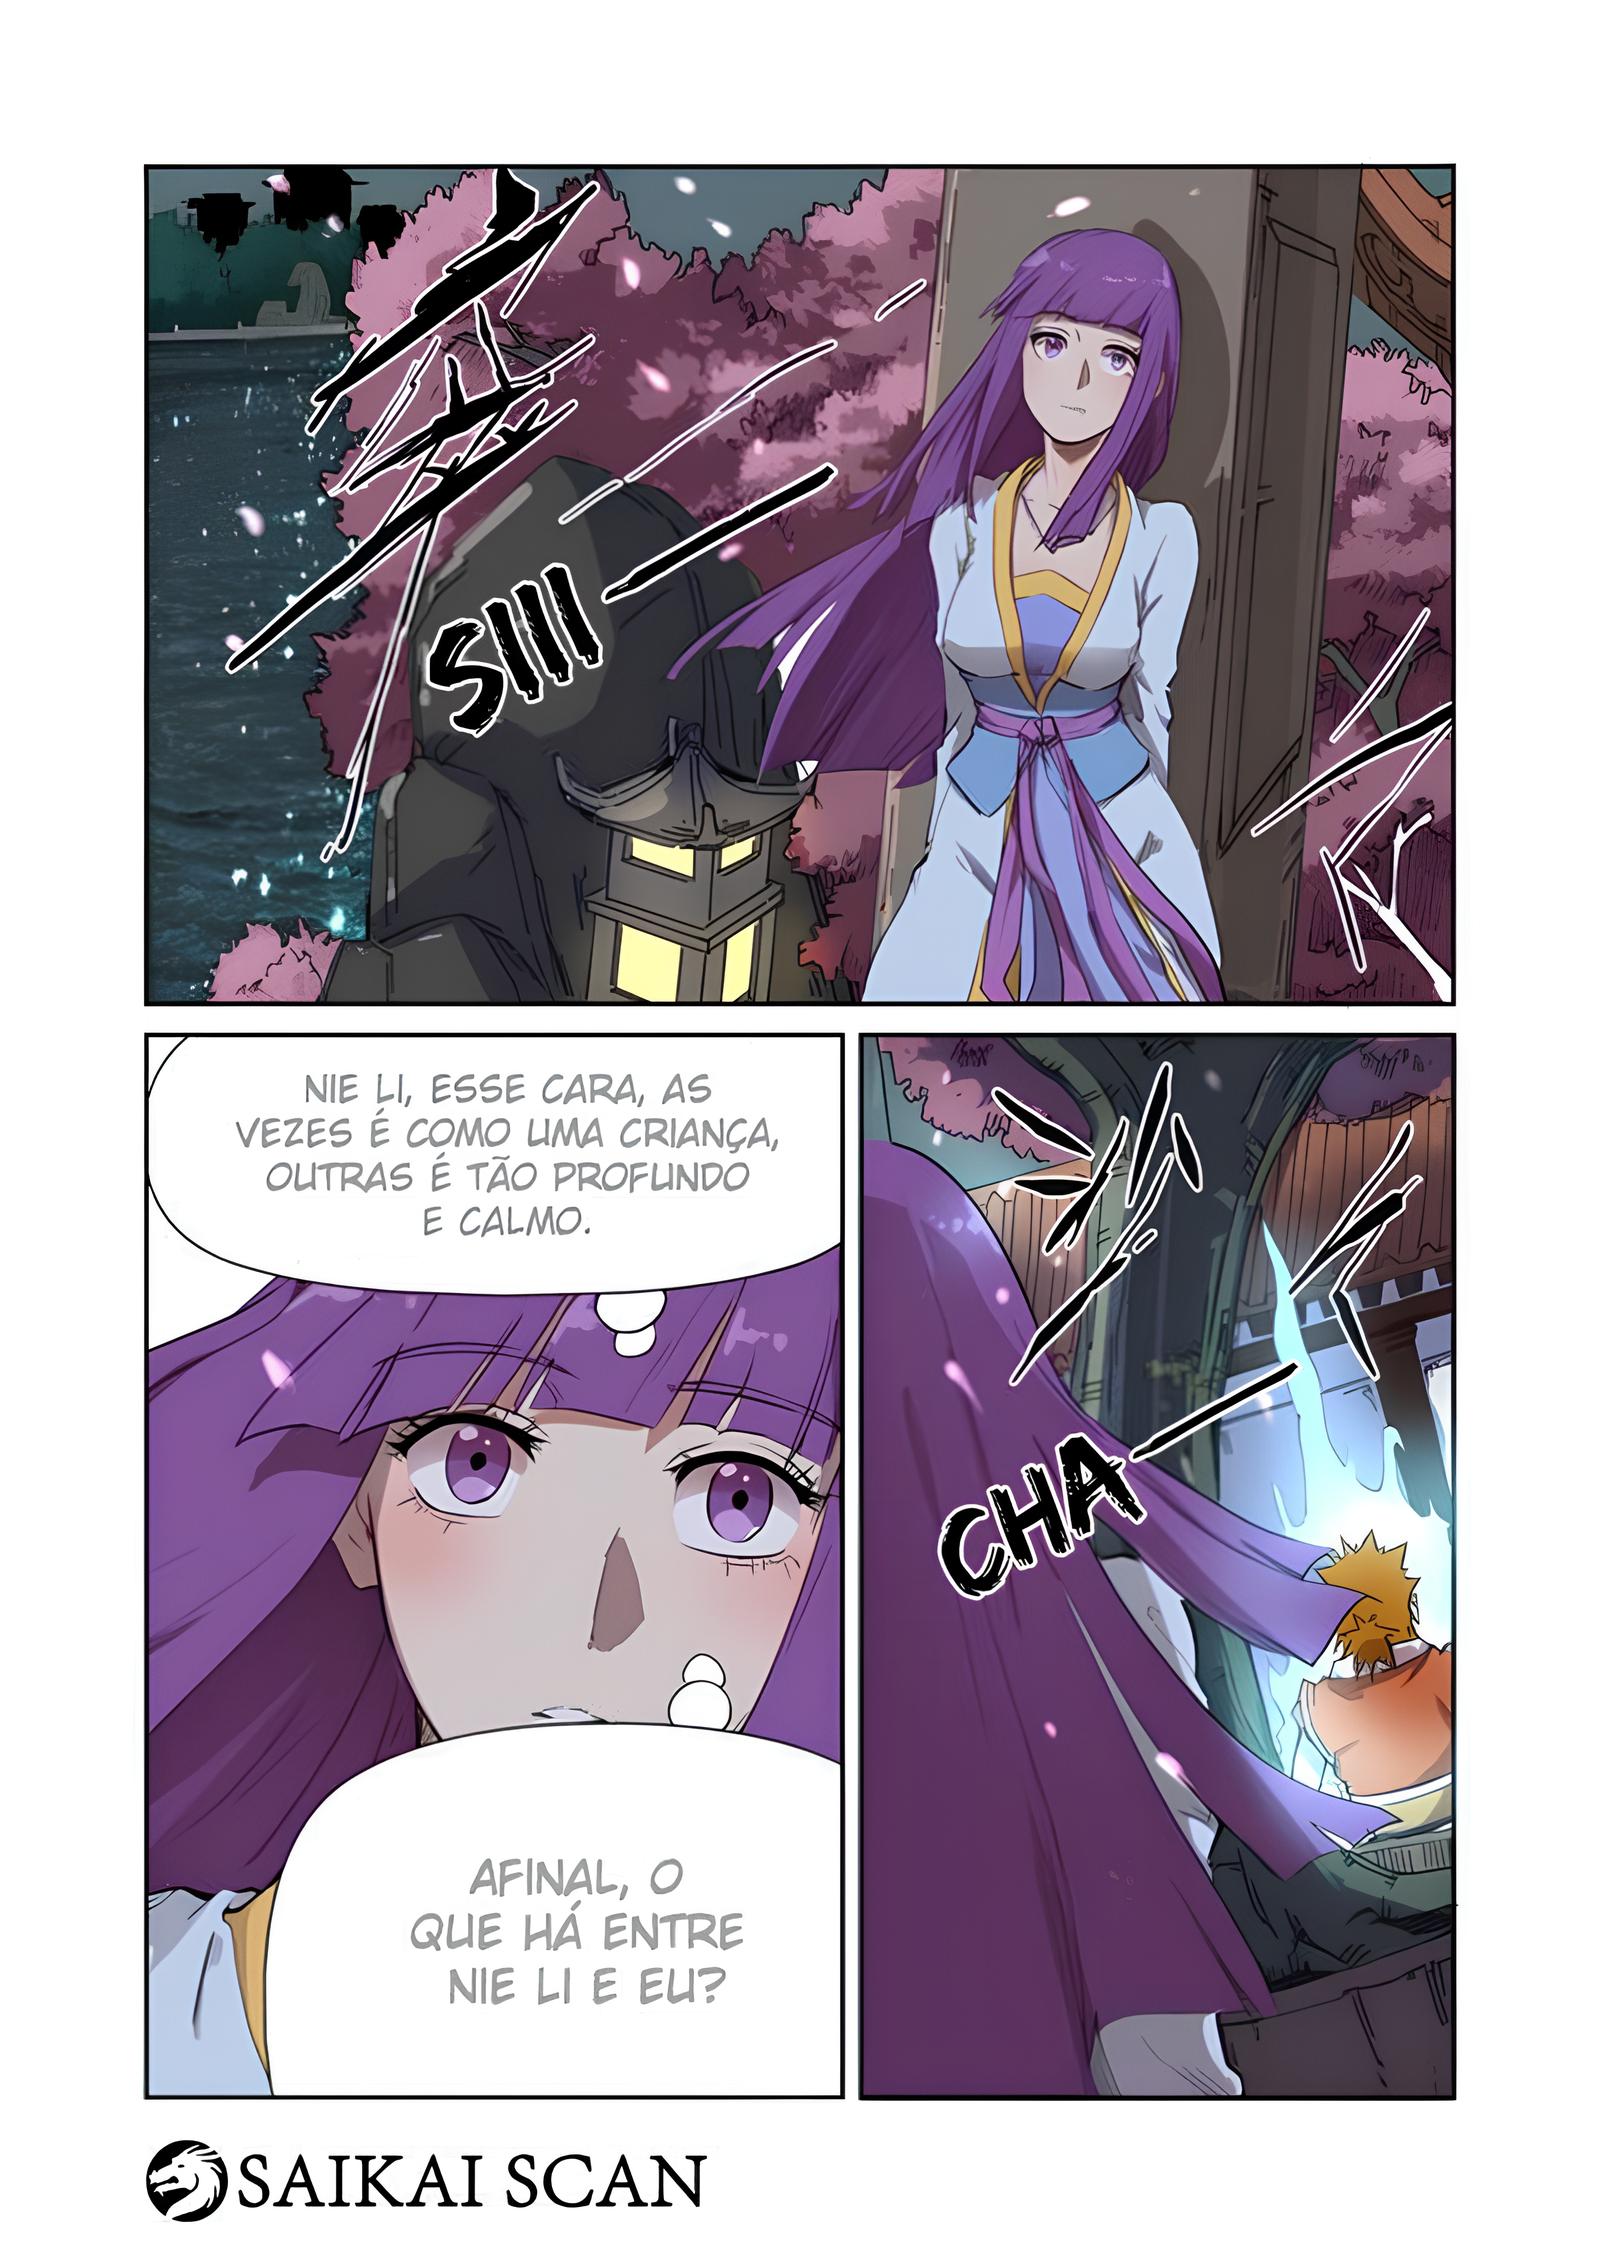 SIII
NIE LI, ESSE CARA, AS
VEZES É COMO UMA CRIANÇA,
OUTRAS É TÃO PROFUNDO
E CALMO.
AFINAL, O
QUE HÁ ENTRE
NIE LI E EU?
CHA
SAIKAI SCAN